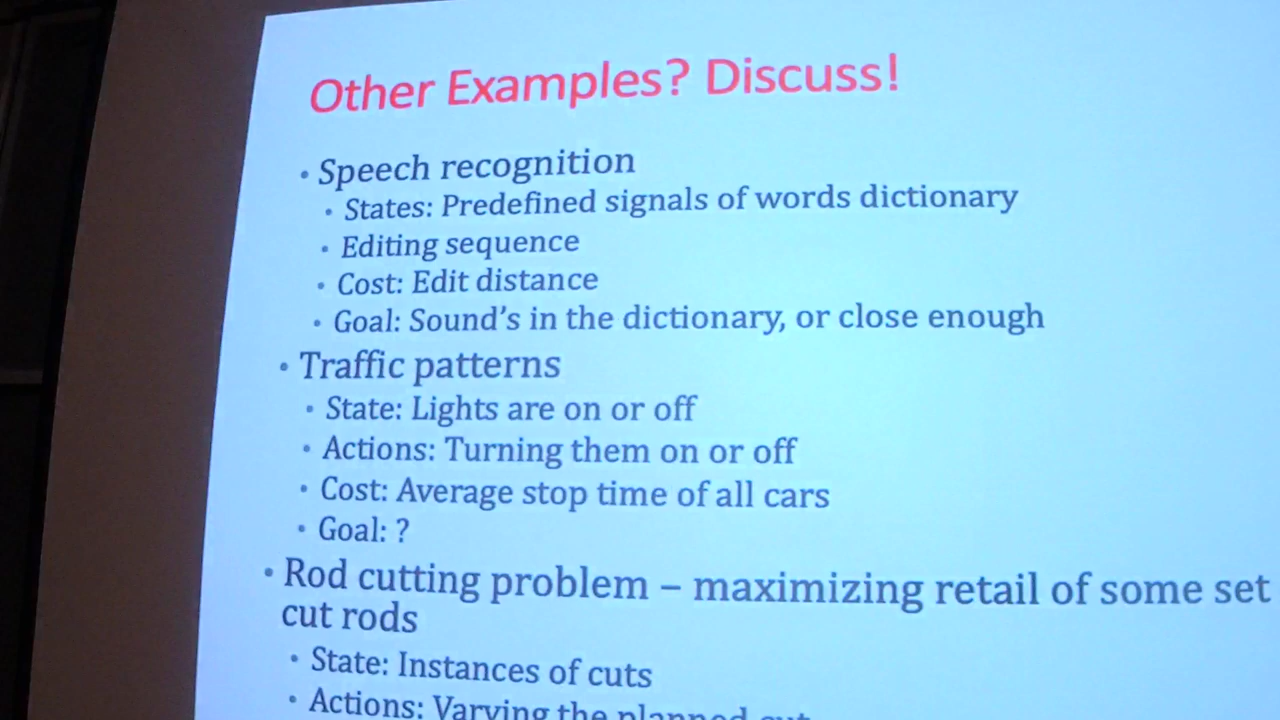 Other Examples? Discuss!
• Speech recognition
• States: Predefined signals of words dictionary
• Editing sequence
• Cost: Edit distance
• Goal: Sound's in the dictionary, or close enough
• Traffic patterns
• State: Lights are on or off
• Actions: Turning them on or off
• Cost: Average stop time of all cars
• Goal: ?
• Rod cutting problem – maximizing retail of some set
cut rods
• State: Instances of cuts
• Actions: Varying the planned cut